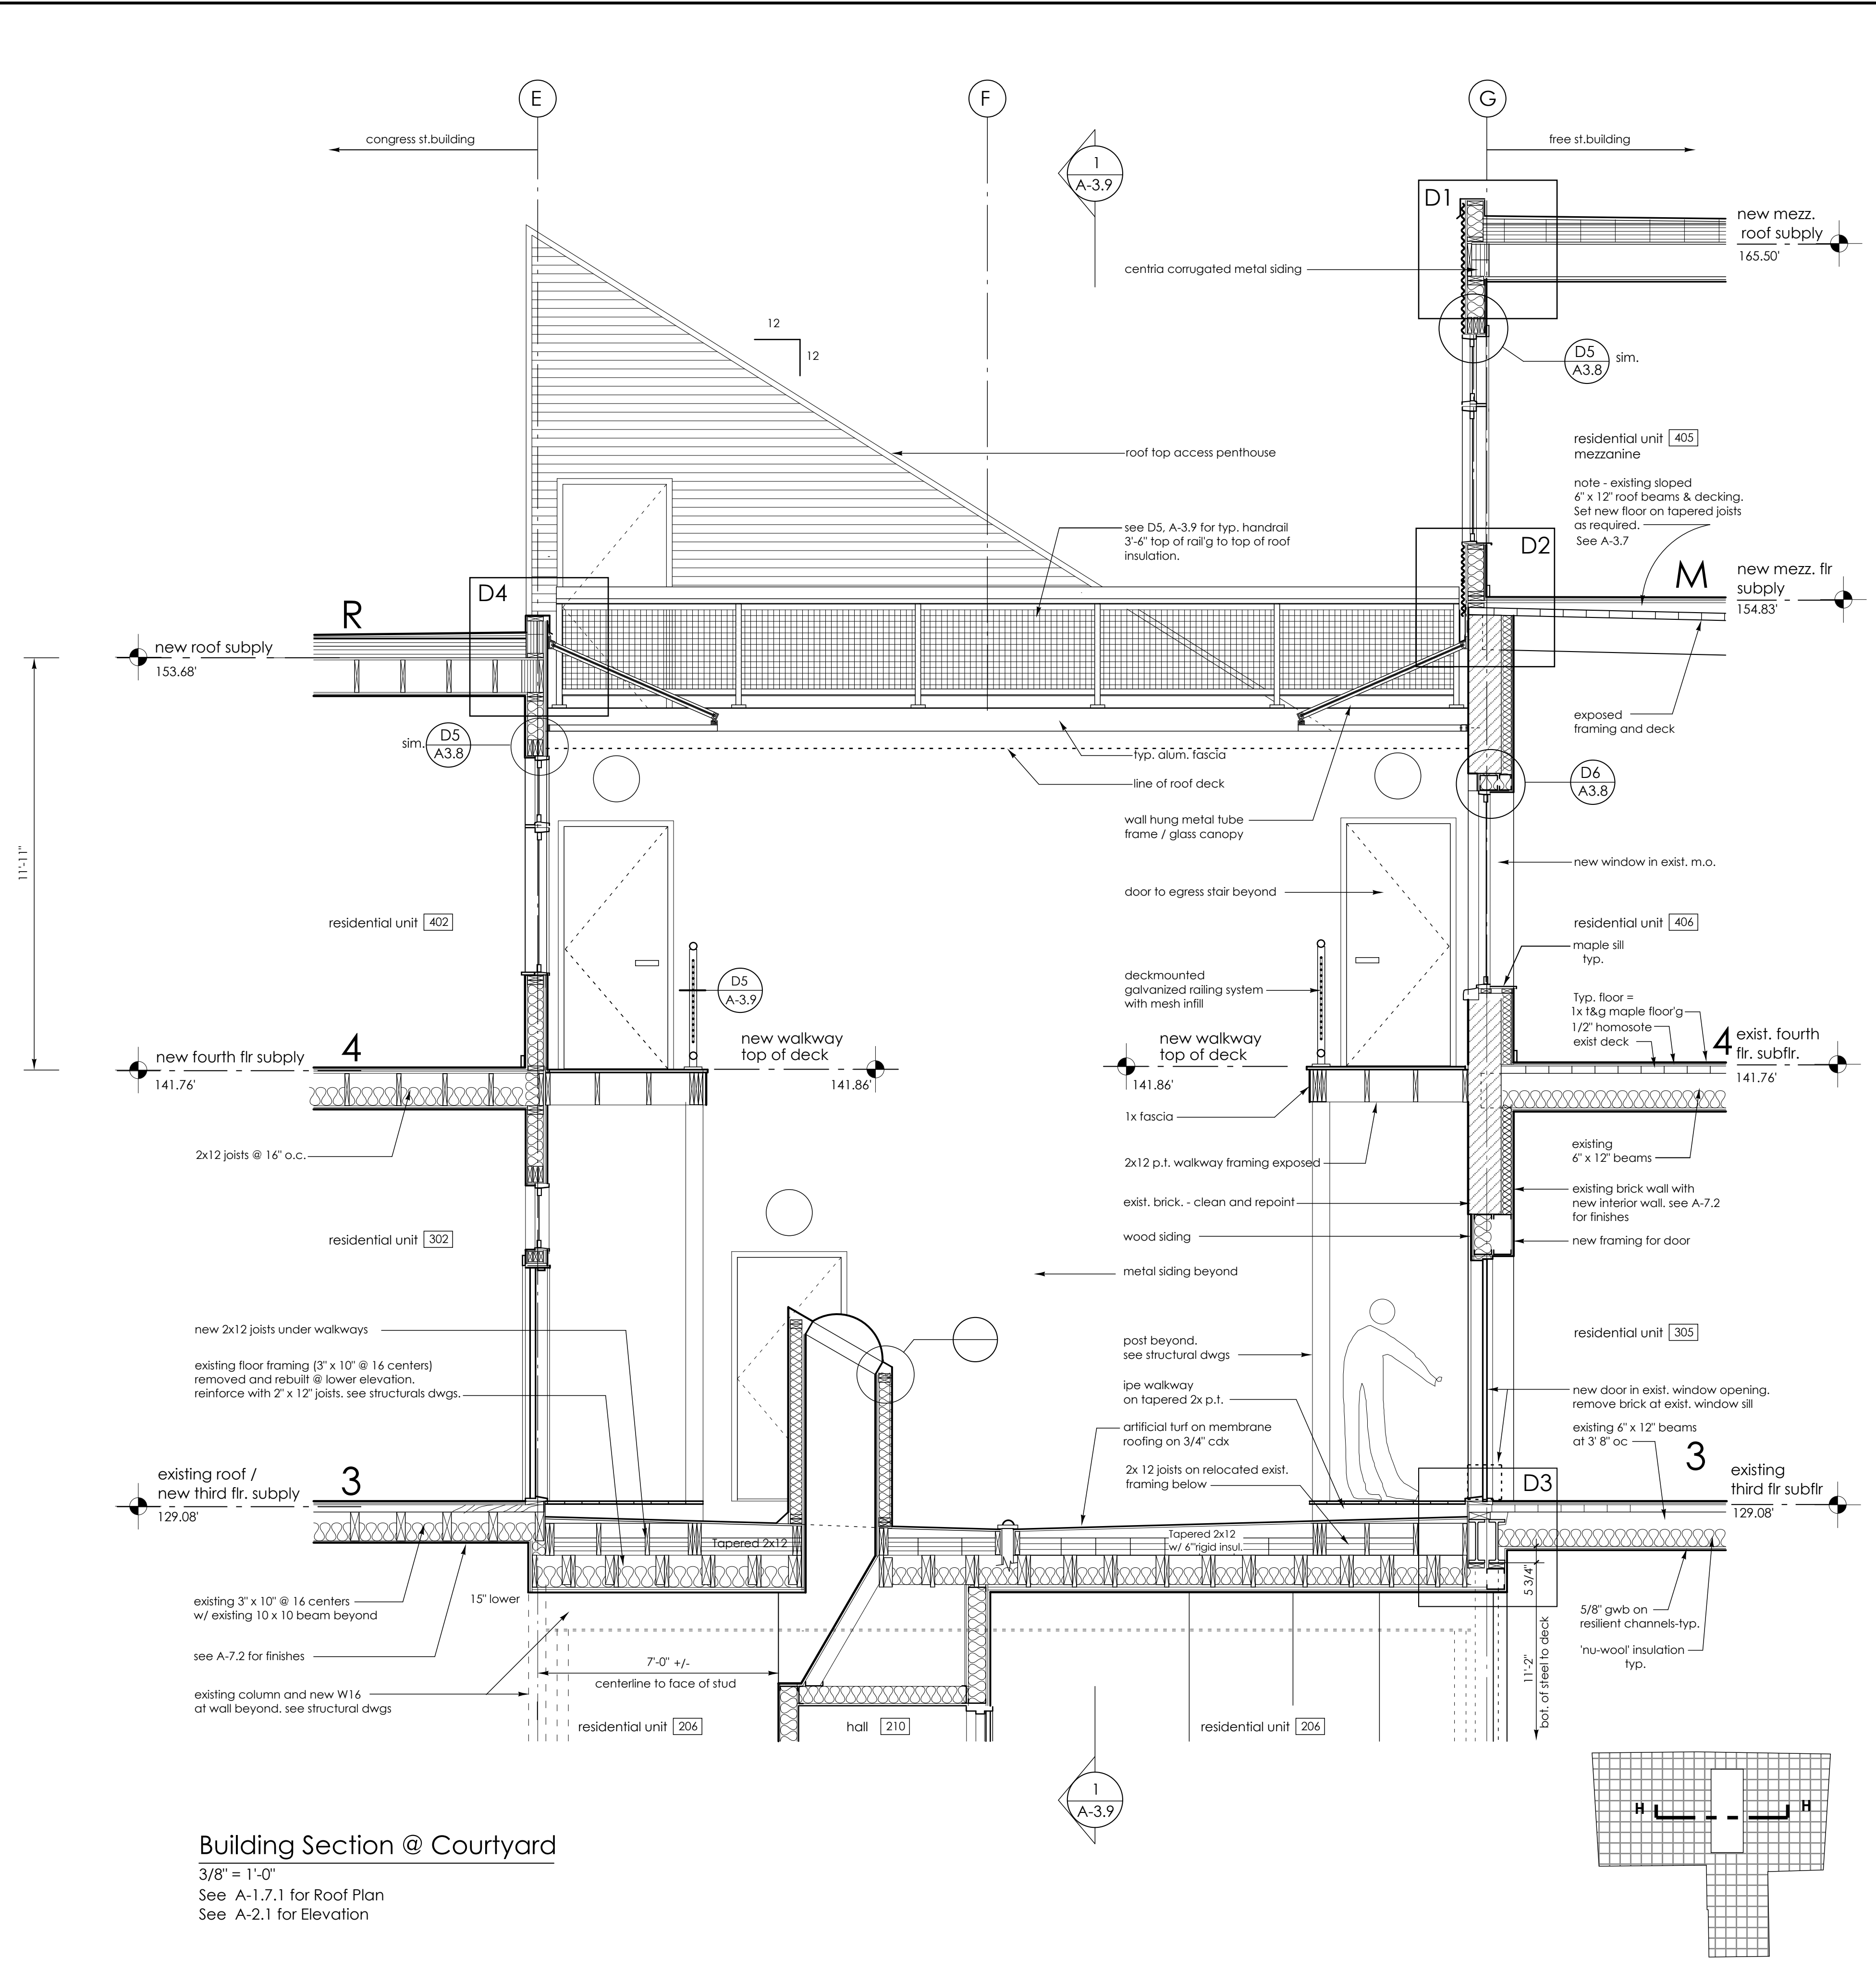 E
F
G
congress st.building
free st.building
1
A-3.9
D1
new mezz.
roof subply
165.50'
centria corrugated metal siding
12
12
D5
A3.8
sim.
residential unit 405
mezzanine
roof top access penthouse
note - existing sloped
6" x 12" roof beams & decking.
Set new floor on tapered joists
as required.
See A-3.7
see D5, A-3.9 for typ. handrail
3'-6" top of rail'g to top of roof
insulation.
D2
D4
M
new mezz. flr
subply
154.83'
R
new roof subply
153.68'
exposed
framing and deck
sim.
D5
A3.8
typ. alum. fascia
line of roof deck
D6
A3.8
wall hung metal tube
frame / glass canopy
11'-11"
new window in exist. m.o.
door to egress stair beyond
residential unit 402
residential unit 406
maple sill
typ.
D5
A-3.9
deckmounted
galvanized railing system
with mesh infill
Typ. floor =
1x t&g maple floor'g
1/2" homosote
exist deck
new walkway
top of deck
141.86'
new walkway
top of deck
141.86'
new fourth flr subply
141.76'
4
4
exist. fourth
flr. subflr.
141.76'
1x fascia
2x12 joists @ 16" o.c.
2x12 p.t. walkway framing exposed
existing
6" x 12" beams
exist. brick. - clean and repoint
existing brick wall with
new interior wall. see A-7.2
for finishes
residential unit 302
wood siding
new framing for door
metal siding beyond
new 2x12 joists under walkways
post beyond.
see structural dwgs
residential unit 305
existing floor framing (3" x 10" @ 16 centers)
removed and rebuilt @ lower elevation.
reinforce with 2" x 12" joists. see structurals dwgs.
ipe walkway
on tapered 2x p.t.
new door in exist. window opening.
remove brick at exist. window sill
artificial turf on membrane
roofing on 3/4" cdx
existing 6" x 12" beams
at 3' 8" oc
2x 12 joists on relocated exist.
framing below
existing roof /
new third flr. subply
129.08'
3
D3
3
existing
third flr subflr
129.08'
Tapered 2x12
Tapered 2x12
w/ 6"rigid insul.
existing 3" x 10" @ 16 centers
w/ existing 10 x 10 beam beyond
15" lower
5 3/4"
5/8" gwb on
resilient channels-typ.
'nu-wool' insulation
typ.
see A-7.2 for finishes
7'-0" +/-
centerline to face of stud
11'-2"
bot. of steel to deck
existing column and new W16
at wall beyond. see structural dwgs
residential unit 206
hall 210
residential unit 206
1
A-3.9
H
H
Building Section @ Courtyard
3/8" = 1'-0"
See A-1.7.1 for Roof Plan
See A-2.1 for Elevation